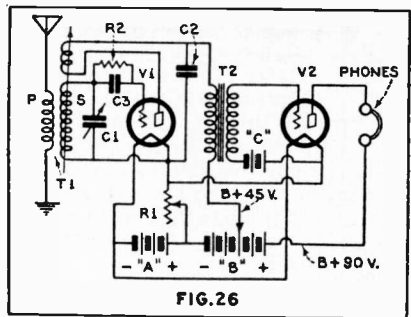 R2
C2
V1
T2
V2
PHONES
P
S
C3
C1
"C"
T1
R1
B+45 V.
- "A" +
- "B" +
B+90 V.
FIG.26